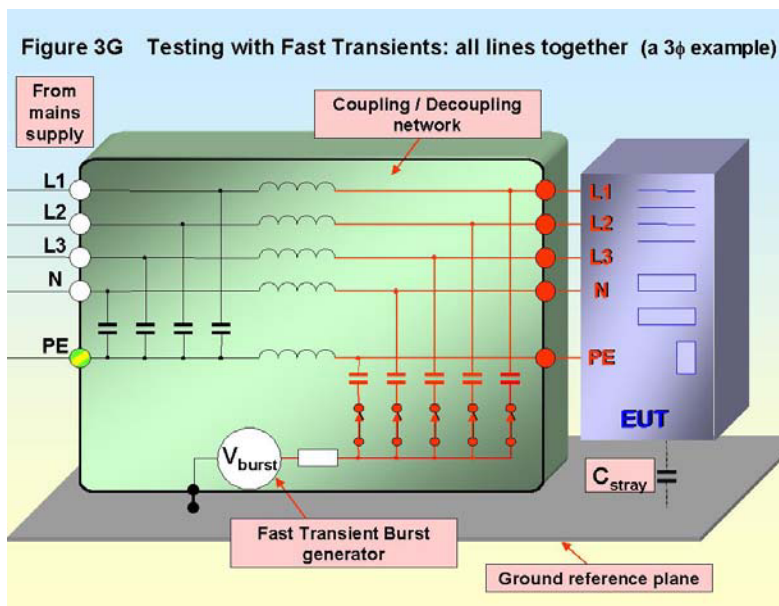 Figure 3G Testing with Fast Transients: all lines together (a 3ϕ example)
From
mains
supply
Coupling / Decoupling
network
L1
L2
L3
N
PE
L1
L2
L3
N
PE
EUT
Vburst
Cstray
Fast Transient Burst
generator
Ground reference plane